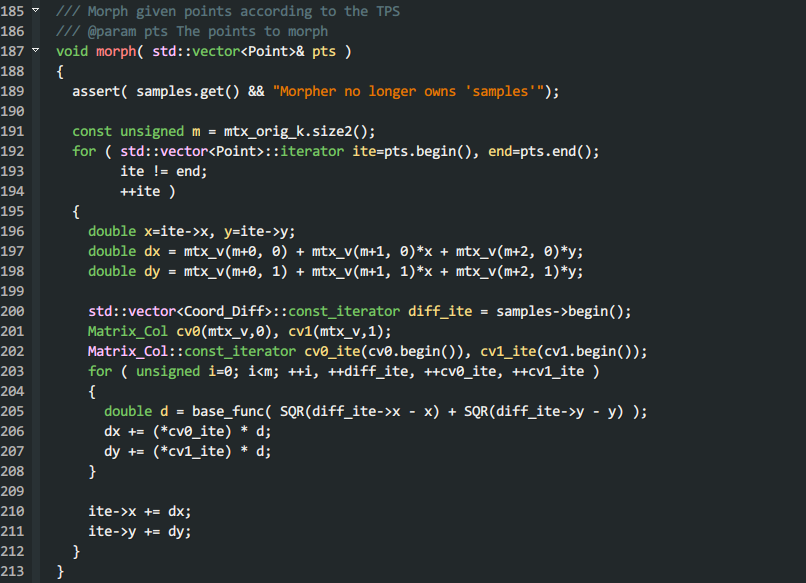 185 /// Morph given points according to the TPS
186 /// @param pts The points to morph
187 void morph( std::vector<Point>& pts )
188 {
189   assert( samples.get() && "Morpher no longer owns 'samples'");
190
191   const unsigned m = mtx_orig_k.size2();
192   for ( std::vector<Point>::iterator ite=pts.begin(), end=pts.end();
193         ite != end;
194         ++ite )
195   {
196     double x=ite->x, y=ite->y;
197     double dx = mtx_v(m+0, 0) + mtx_v(m+1, 0)*x + mtx_v(m+2, 0)*y;
198     double dy = mtx_v(m+0, 1) + mtx_v(m+1, 1)*x + mtx_v(m+2, 1)*y;
199
200     std::vector<Coord_Diff>::const_iterator diff_ite = samples->begin();
201     Matrix_Col cv0(mtx_v,0), cv1(mtx_v,1);
202     Matrix_Col::const_iterator cv0_ite(cv0.begin()), cv1_ite(cv1.begin());
203     for ( unsigned i=0; i<m; ++i, ++diff_ite, ++cv0_ite, ++cv1_ite )
204     {
205       double d = base_func( SQR(diff_ite->x - x) + SQR(diff_ite->y - y) );
206       dx += (*cv0_ite) * d;
207       dy += (*cv1_ite) * d;
208     }
209
210     ite->x += dx;
211     ite->y += dy;
212   }
213 }